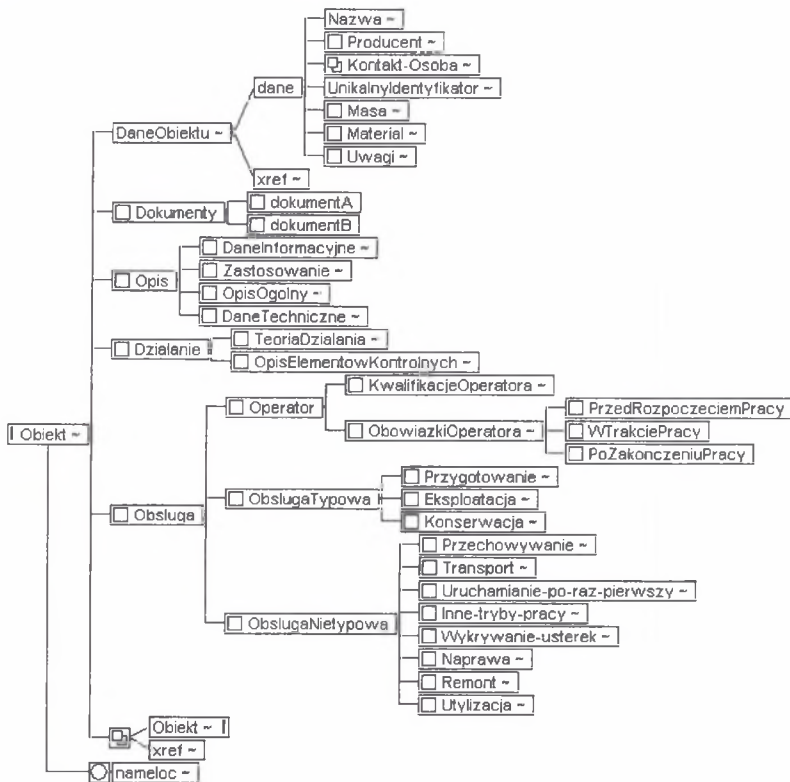 Nazwa ~
Producent ~
Kontakt-Osoba ~
dane
UnikalnyIdentyfikator ~
Masa ~
DaneObiektu ~
Material ~
Uwagi ~
xref ~
Dokumenty
dokumentA
dokumentB
DaneInformacyjne ~
Zastosowanie ~
Opis
OpisOgolny ~
DaneTechniczne ~
Dzialanie
TeoriaDzialania ~
OpisElementowKontrolnych ~
Operator
KwalifikacjeOperatora ~
PrzedRozpoczeciemPracy
Obiekt ~
ObowiazkiOperatora ~
WTrakciePracy
PoZakonczeniuPracy
Przygotowanie ~
Obsluga
ObslugaTypowa
Eksploatacja ~
Konserwacja ~
Przechowywanie ~
Transport ~
Uruchamianie-po-raz-pierwszy ~
Inne-tryby-pracy ~
ObslugaNietypowa
Wykrywanie-usterek ~
Naprawa ~
Remont ~
Utylizacja ~
Obiekt ~
xref ~
nameloc ~